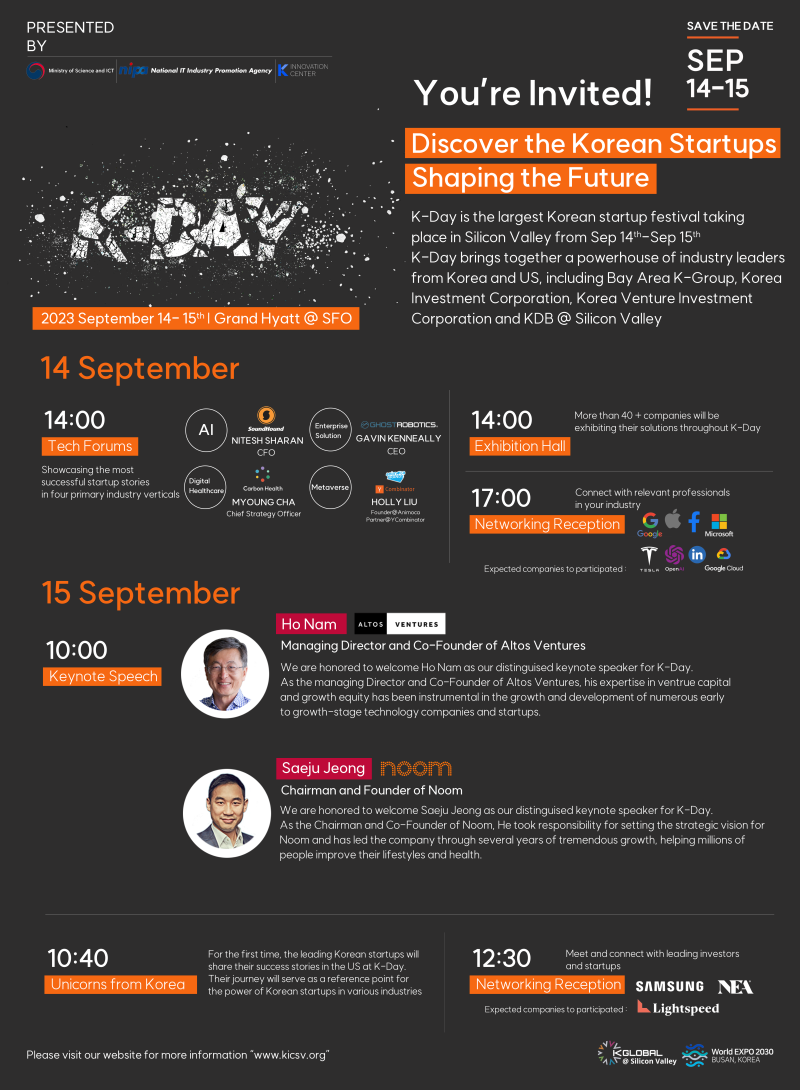 PRESENTED
BY
Ministry of Science and ICT
nipa National IT Industry Promotion Agency
K INNOVATION
CENTER
SAVE THE DATE
SEP
14-15
You're Invited!
Discover the Korean Startups
Shaping the Future
K-DAY
K-Day is the largest Korean startup festival taking
place in Silicon Valley from Sep 14th-Sep 15th
K-Day brings together a powerhouse of industry leaders
from Korea and US, including Bay Area K-Group, Korea
Investment Corporation, Korea Venture Investment
Corporation and KDB @ Silicon Valley
2023 September 14- 15th | Grand Hyatt @ SFO
14 September
14:00
Tech Forums
Showcasing the most
successful startup stories
in four primary industry verticals
AI
SoundHound
NITESH SHARAN
CFO
Enterprise
Solution
GHOSTROBOTICS
GAVIN KENNEALLY
CEO
Digital
Healthcare
Carbon Health
MYOUNG CHA
Chief Strategy Officer
Metaverse
Y Combinator
HOLLY LIU
Founder@Animoca
Partner@YCombinator
14:00
Exhibition Hall
More than 40 + companies will be
exhibiting their solutions throughout K-Day
17:00
Networking Reception
Connect with relevant professionals
in your industry
Google
Microsoft
Expected companies to participated :
TESLA
OpenAI
in
Google Cloud
15 September
10:00
Keynote Speech
Ho Nam
ALTOS VENTURES
Managing Director and Co-Founder of Altos Ventures
We are honored to welcome Ho Nam as our distinguised keynote speaker for K-Day.
As the managing Director and Co-Founder of Altos Ventures, his expertise in ventrue capital
and growth equity has been instrumental in the growth and development of numerous early
to growth-stage technology companies and startups.
Saeju Jeong
noom
Chairman and Founder of Noom
We are honored to welcome Saeju Jeong as our distinguised keynote speaker for K-Day.
As the Chairman and Co-Founder of Noom, He took responsibility for setting the strategic vision for
Noom and has led the company through several years of tremendous growth, helping millions of
people improve their lifestyles and health.
10:40
Unicorns from Korea
For the first time, the leading Korean startups will
share their success stories in the US at K-Day.
Their journey will serve as a reference point for
the power of Korean startups in various industries
12:30
Networking Reception
Meet and connect with leading investors
and startups
SAMSUNG
NEA
Expected companies to participated :
Lightspeed
Please visit our website for more information "www.kicsv.org"
K GLOBAL
@ Silicon Valley
World EXPO 2030
BUSAN, KOREA